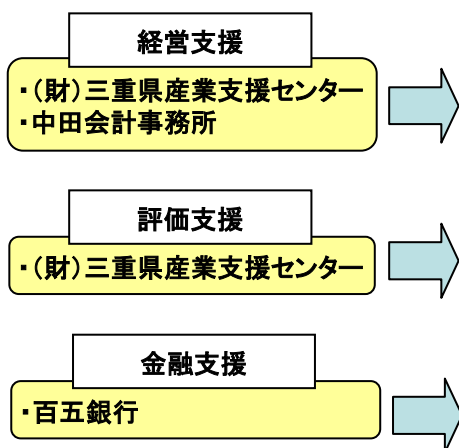 経営支援
・(財)三重県産業支援センター
・中田会計事務所
評価支援
・(財)三重県産業支援センター
金融支援
・百五銀行